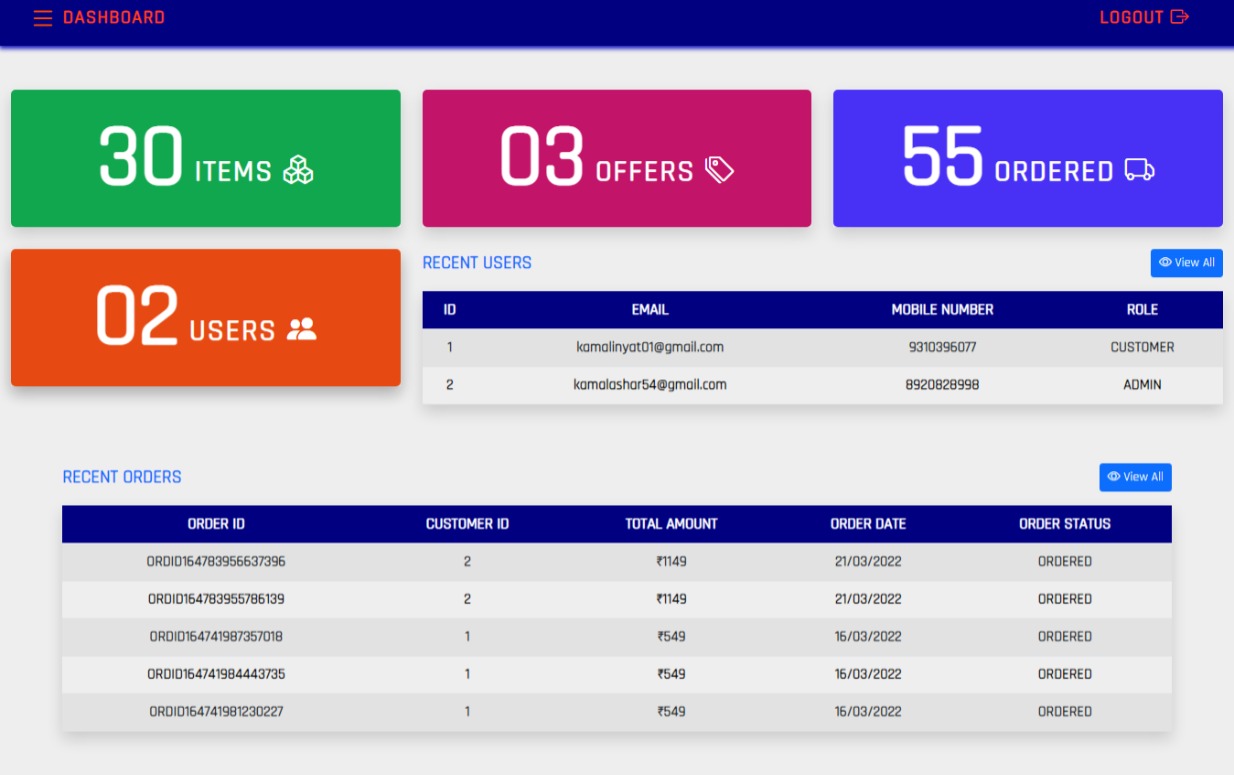 DASHBOARD LOGOUT
30 ITEMS 03 OFFERS 55 ORDERED
02 USERS
RECENT USERS View All
ID EMAIL MOBILE NUMBER ROLE
1 kamalinyat01@gmail.com 9310396077 CUSTOMER
2 kamalashar54@gmail.com 8920828998 ADMIN
RECENT ORDERS View All
ORDER ID CUSTOMER ID TOTAL AMOUNT ORDER DATE ORDER STATUS
ORDID164783956637396 2 ₹1149 21/03/2022 ORDERED
ORDID164783955786139 2 ₹1149 21/03/2022 ORDERED
ORDID164741987357018 1 ₹549 16/03/2022 ORDERED
ORDID164741984443735 1 ₹549 16/03/2022 ORDERED
ORDID164741981230227 1 ₹549 16/03/2022 ORDERED